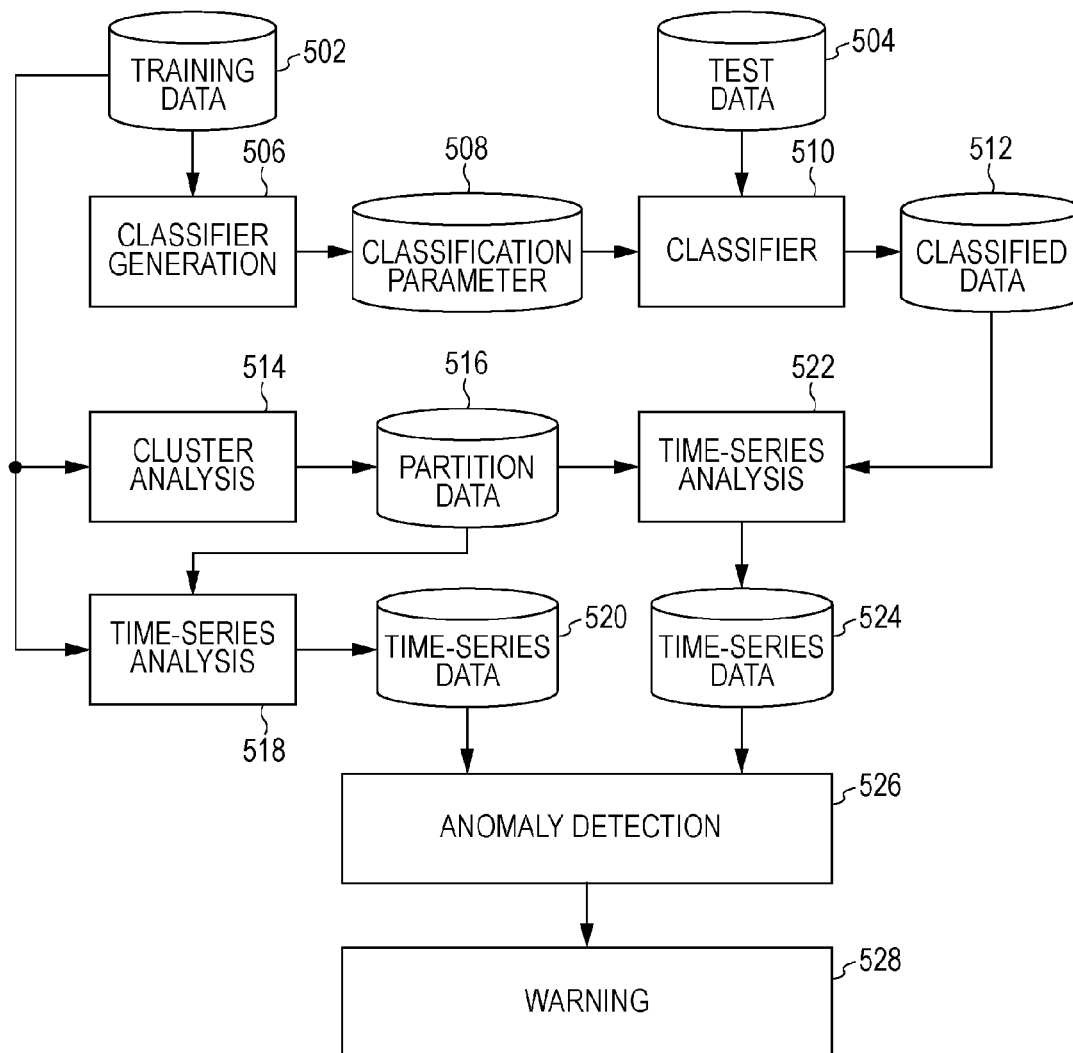 502
TRAINING
DATA
504
TEST
DATA
506
CLASSIFIER
GENERATION
508
CLASSIFICATION
PARAMETER
510
CLASSIFIER
512
CLASSIFIED
DATA
514
CLUSTER
ANALYSIS
516
PARTITION
DATA
522
TIME-SERIES
ANALYSIS
TIME-SERIES
ANALYSIS
518
520
TIME-SERIES
DATA
524
TIME-SERIES
DATA
526
ANOMALY DETECTION
528
WARNING